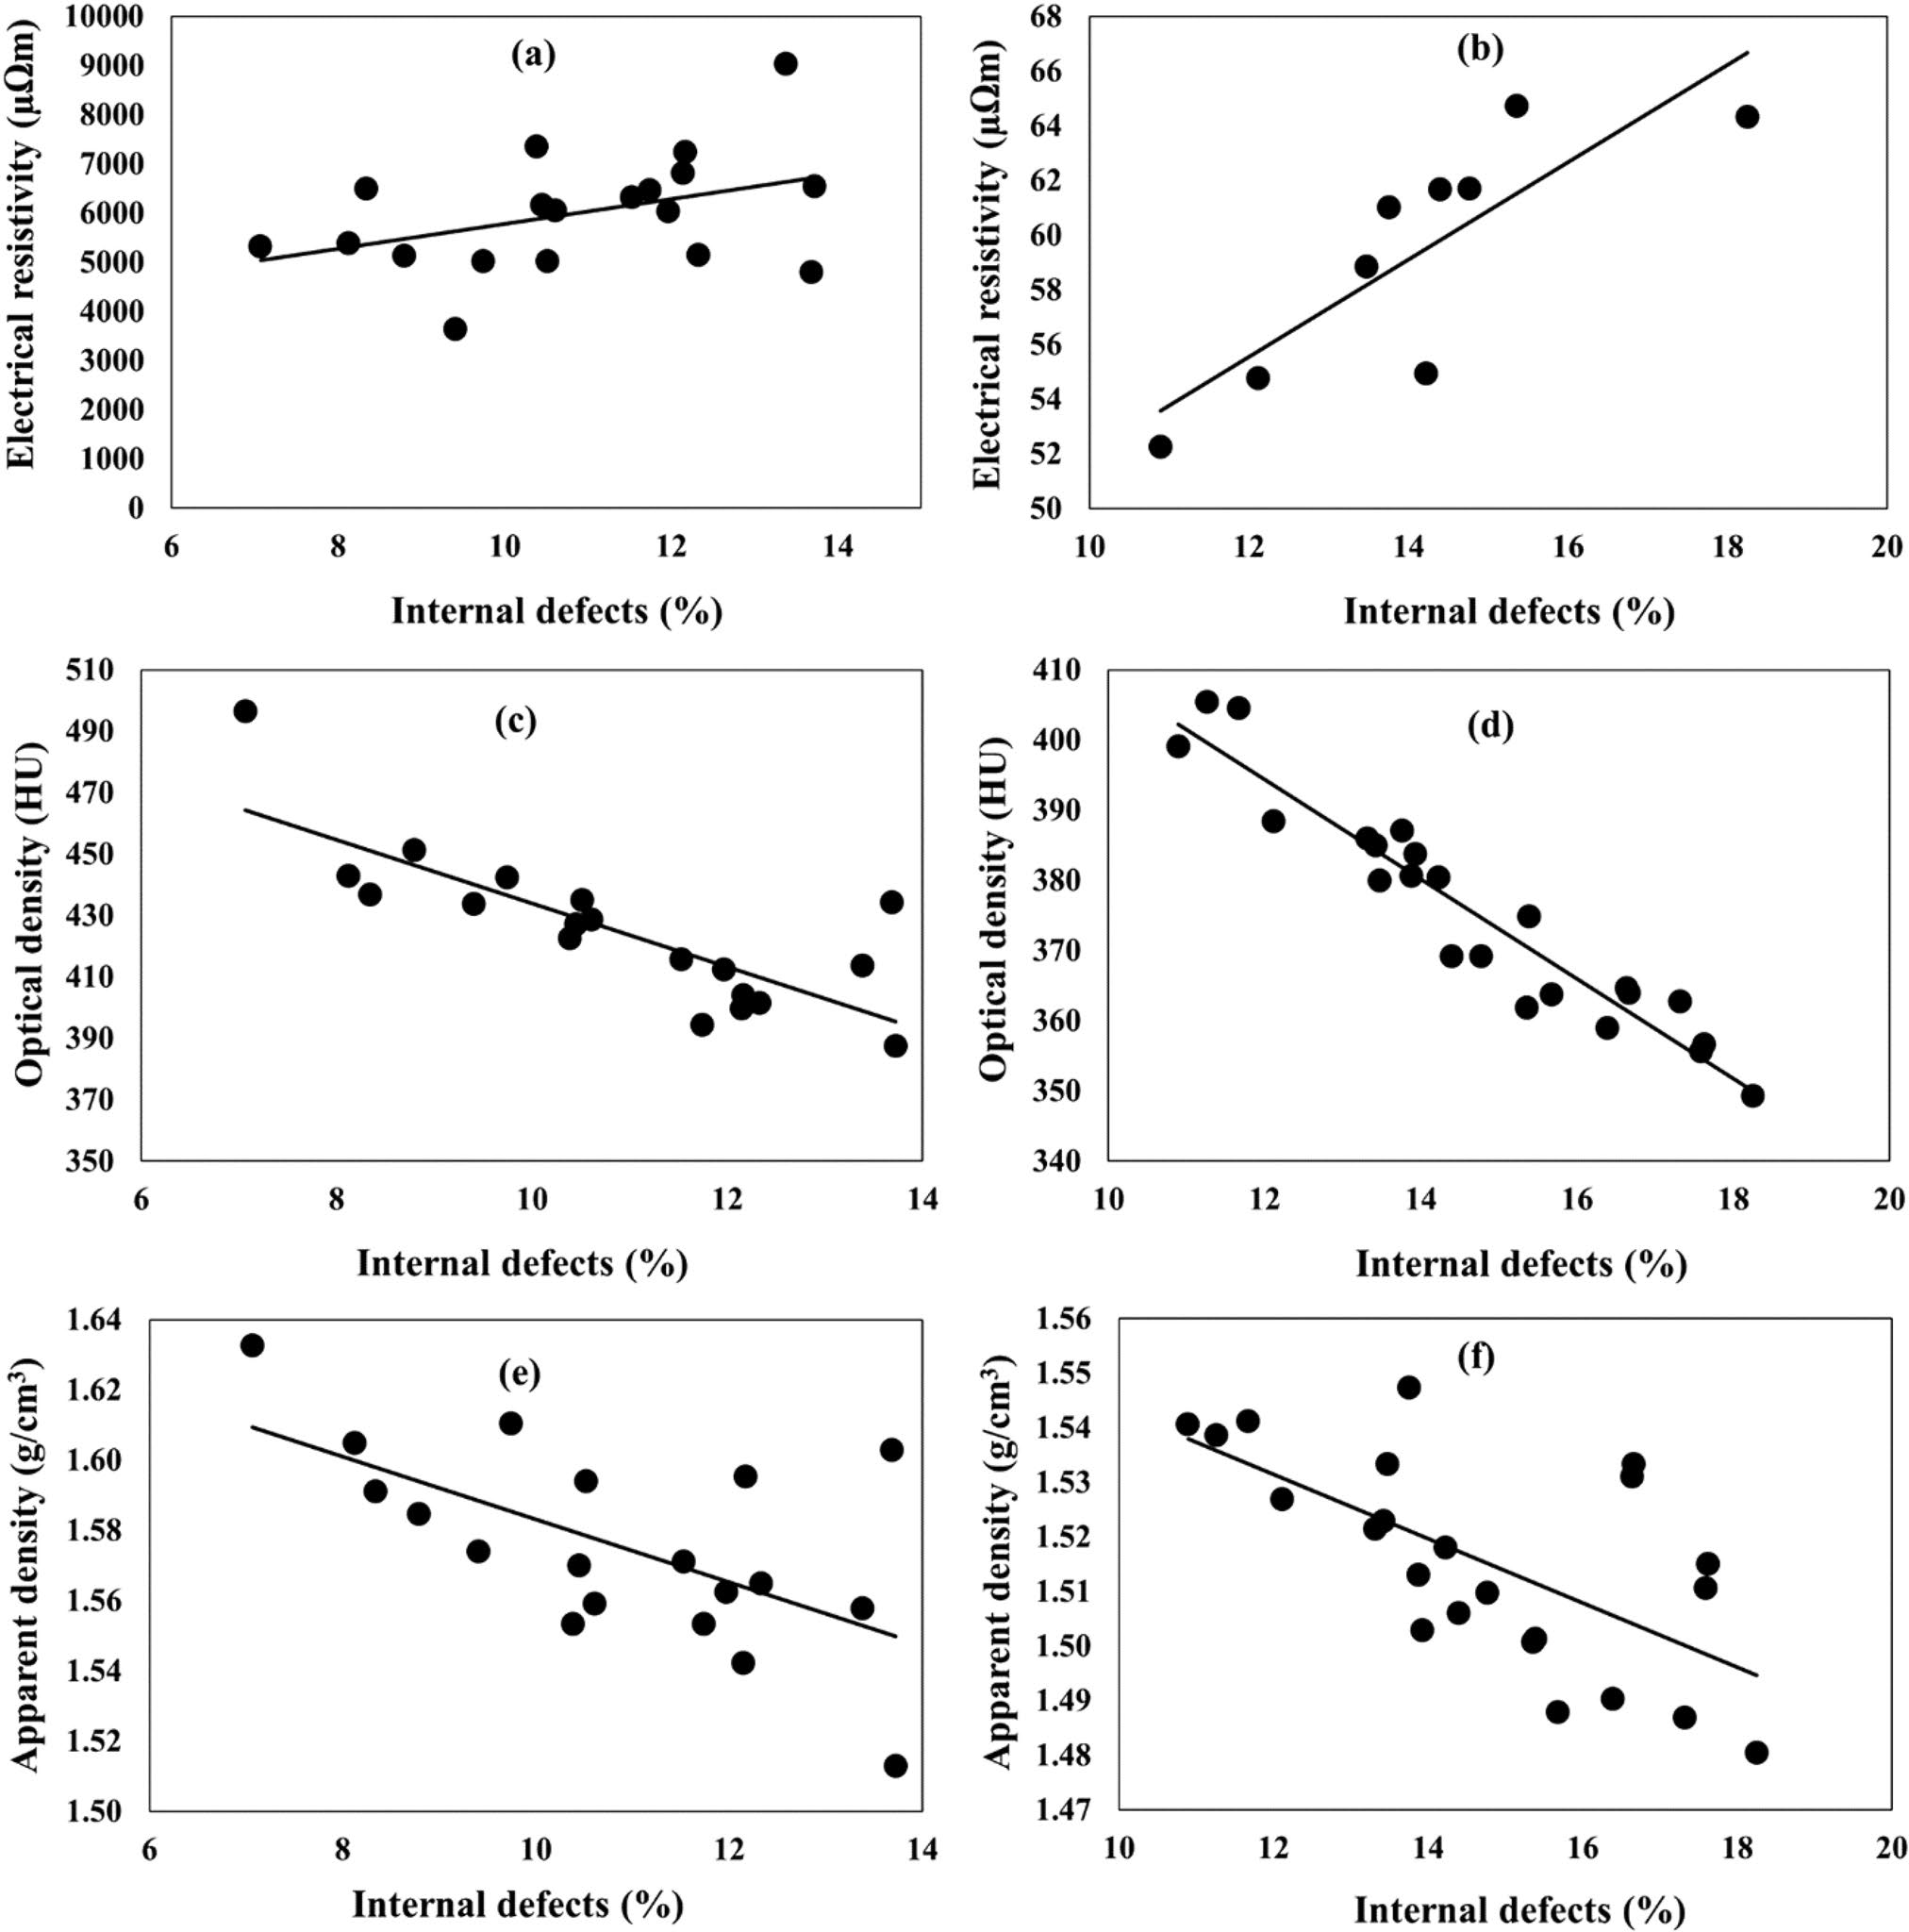 (a)
Electrical resistivity (μΩm)
10000
9000
8000
7000
6000
5000
4000
3000
2000
1000
0
6 8 10 12 14
Internal defects (%)
(b)
Electrical resistivity (μΩm)
68
66
64
62
60
58
56
54
52
50
10 12 14 16 18 20
Internal defects (%)
(c)
Optical density (HU)
510
490
470
450
430
410
390
370
350
6 8 10 12 14
Internal defects (%)
(d)
Optical density (HU)
410
400
390
380
370
360
350
340
10 12 14 16 18 20
Internal defects (%)
(e)
Apparent density (g/cm³)
1.64
1.62
1.60
1.58
1.56
1.54
1.52
1.50
6 8 10 12 14
Internal defects (%)
(f)
Apparent density (g/cm³)
1.56
1.55
1.54
1.53
1.52
1.51
1.50
1.49
1.48
1.47
10 12 14 16 18 20
Internal defects (%)